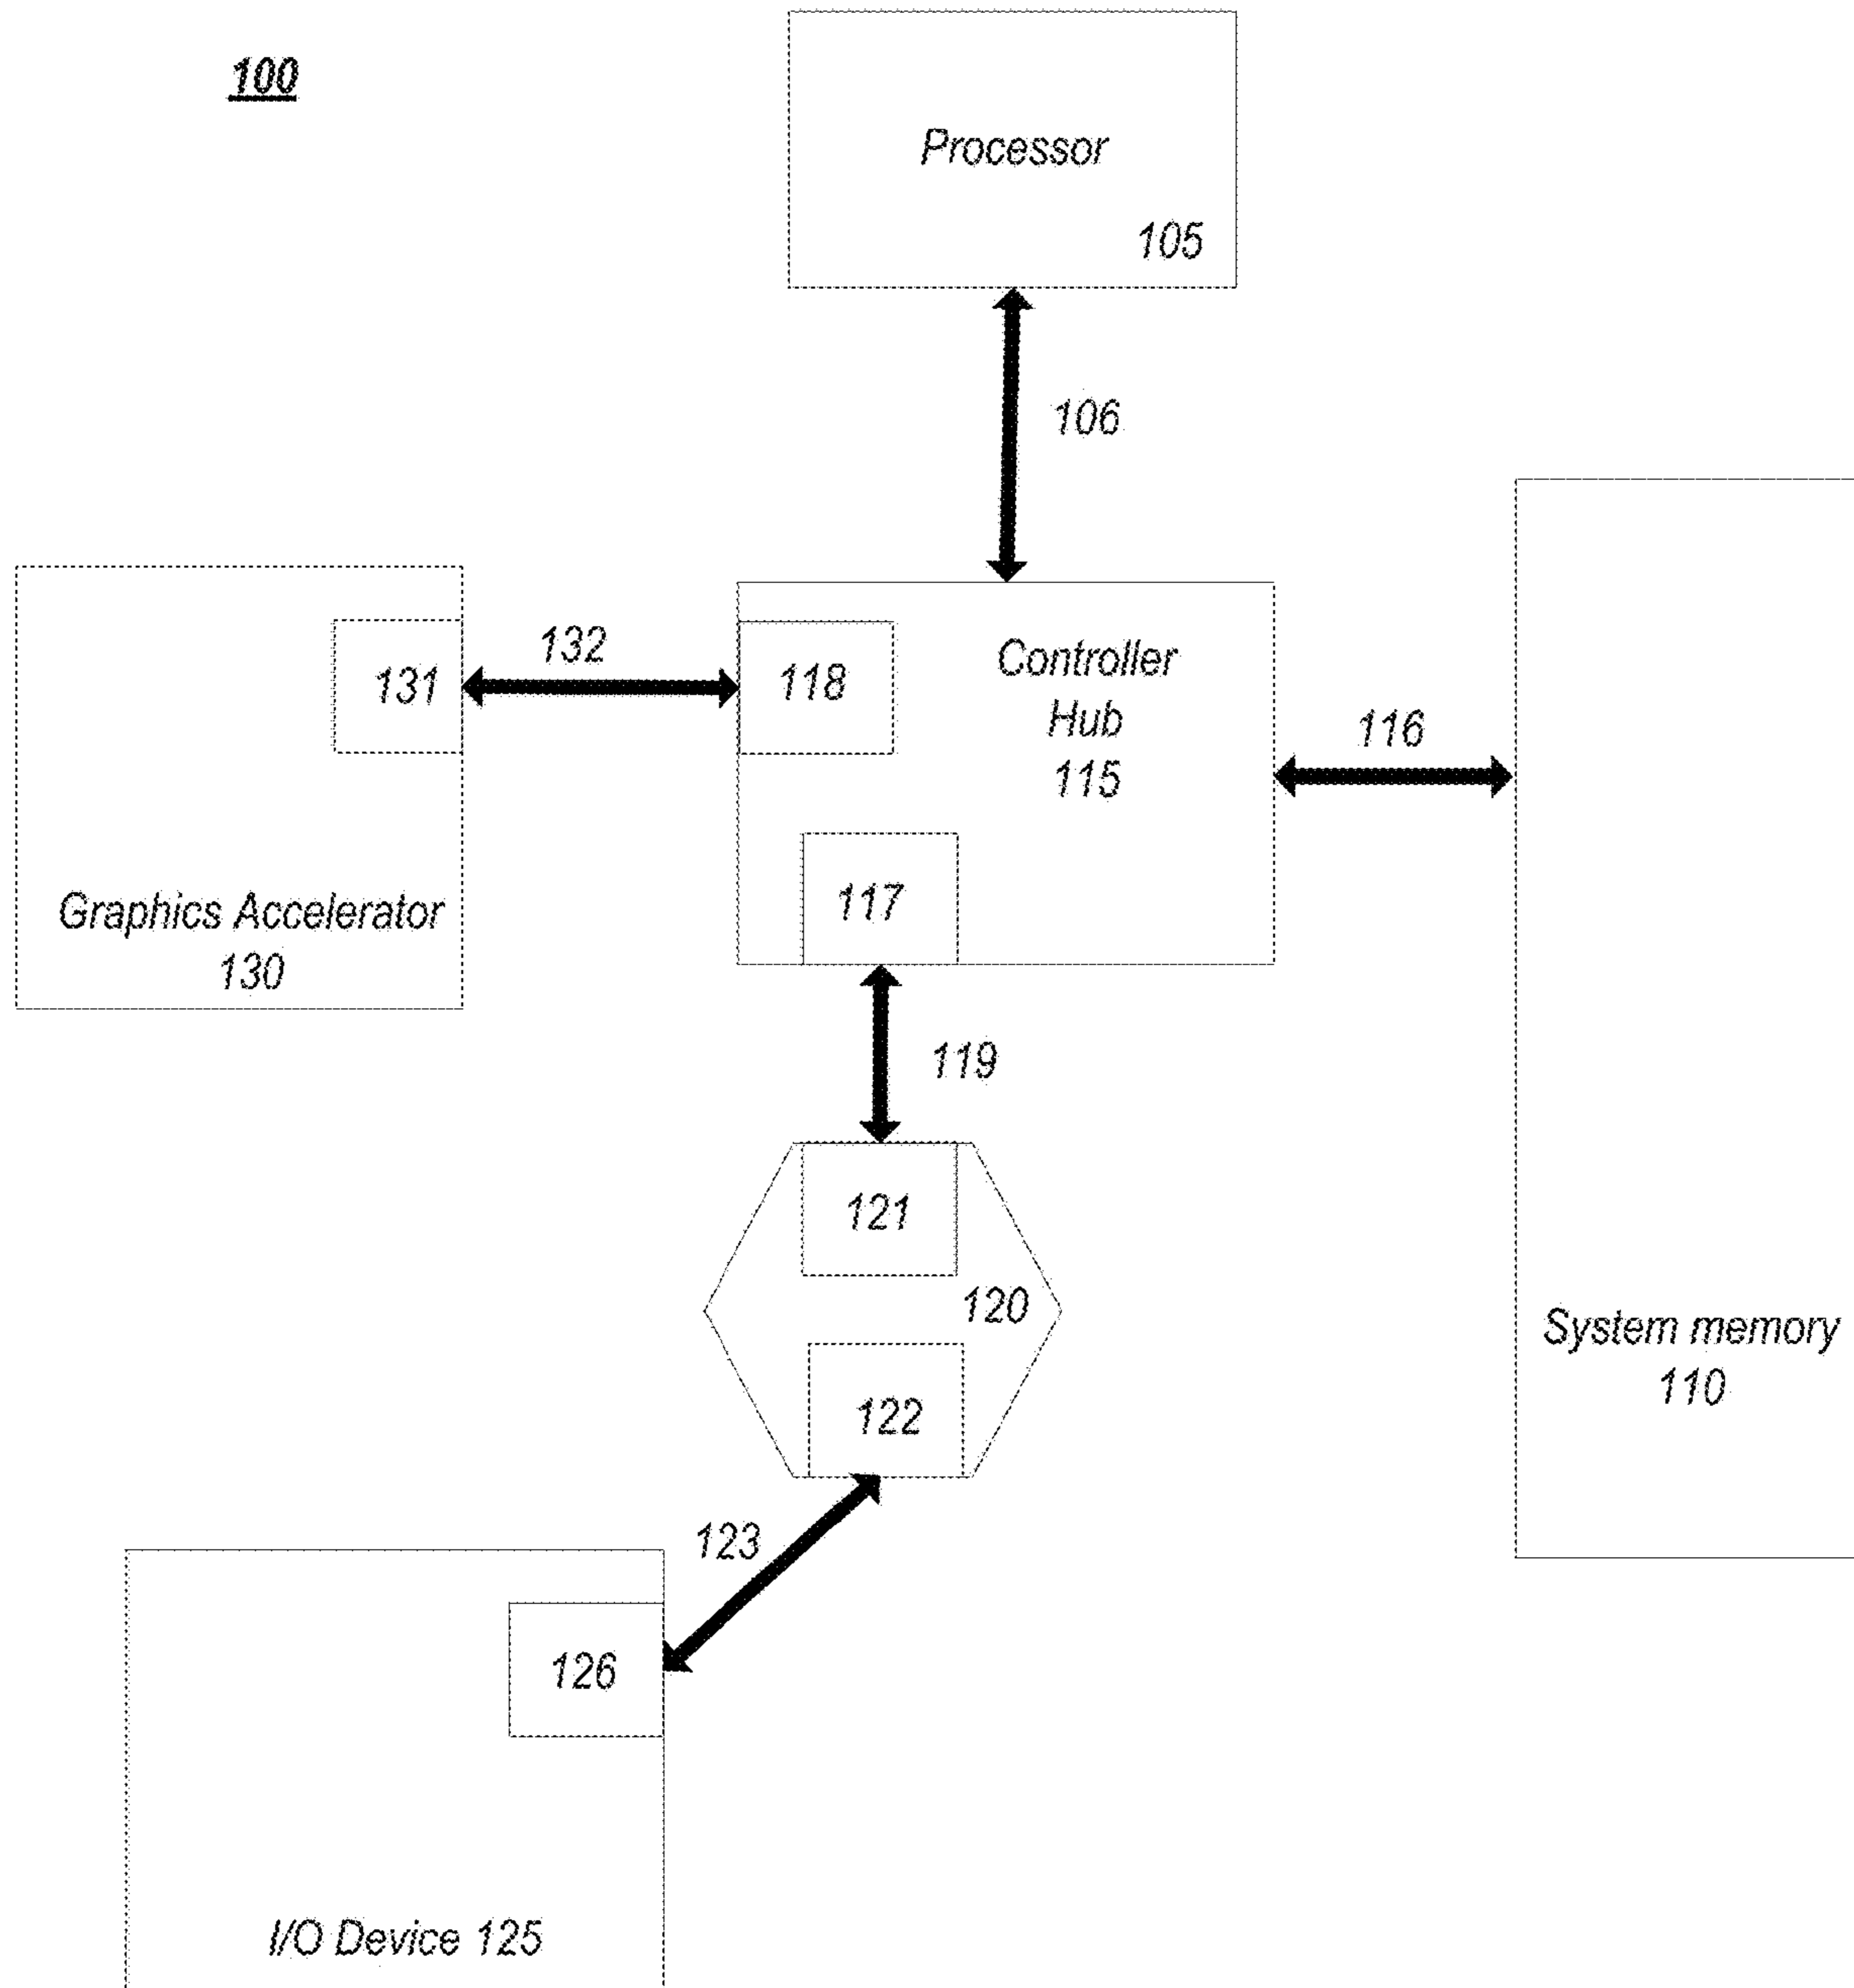 100
Processor
105
106
132
131
118
Controller
Hub
115
116
117
Graphics Accelerator
130
119
121
120
122
System memory
110
123
126
I/O Device 125